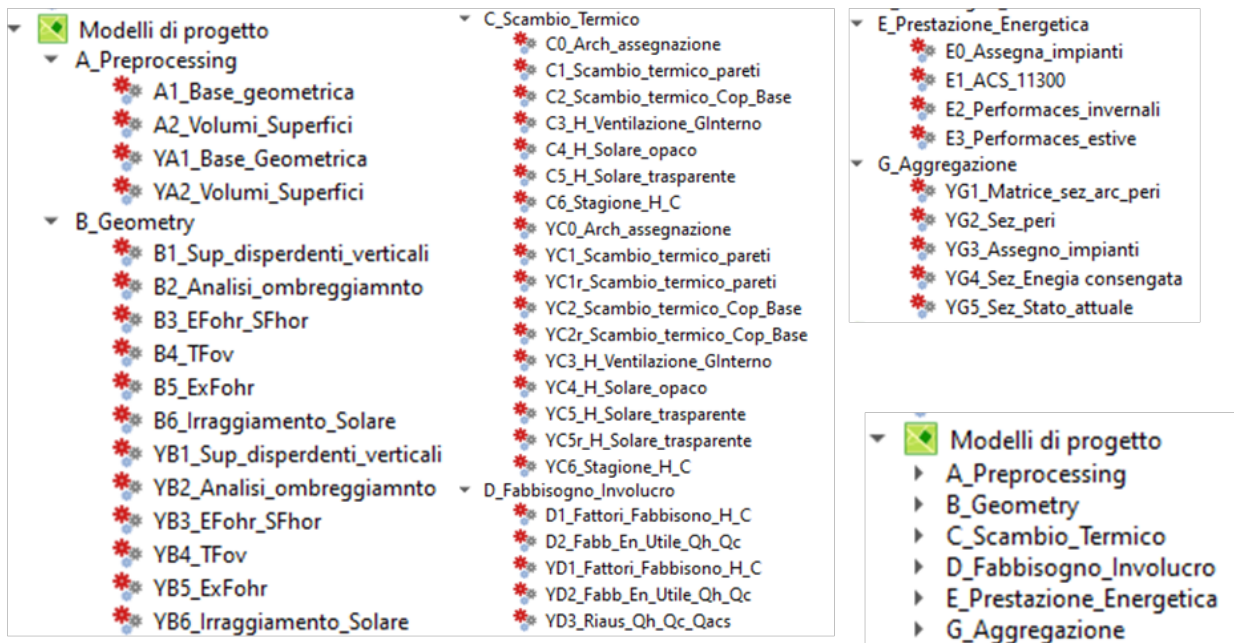 Modelli di progetto
A_Preprocessing
A1_Base_geometrica
A2_Volumi_Superfici
YA1_Base_Geometrica
YA2_Volumi_Superfici
B_Geometry
B1_Sup_disperdenti_verticali
B2_Analisi_ombreggiamnto
B3_EFohr_SFhor
B4_TFov
B5_ExFohr
B6_Irraggiamento_Solare
YB1_Sup_disperdenti_verticali
YB2_Analisi_ombreggiamnto
YB3_EFohr_SFhor
YB4_TFov
YB5_ExFohr
YB6_Irraggiamento_Solare
C_Scambio_Termico
C0_Arch_assegnazione
C1_Scambio_termico_pareti
C2_Scambio_termico_Cop_Base
C3_H_Ventilazione_GInterno
C4_H_Solare_opaco
C5_H_Solare_trasparente
C6_Stagione_H_C
YC0_Arch_assegnazione
YC1_Scambio_termico_pareti
YC1r_Scambio_termico_pareti
YC2_Scambio_termico_Cop_Base
YC2r_Scambio_termico_Cop_Base
YC3_H_Ventilazione_GInterno
YC4_H_Solare_opaco
YC5_H_Solare_trasparente
YC5r_H_Solare_trasparente
YC6_Stagione_H_C
D_Fabbisogno_Involucro
D1_Fattori_Fabbisono_H_C
D2_Fabb_En_Utile_Qh_Qc
YD1_Fattori_Fabbisono_H_C
YD2_Fabb_En_Utile_Qh_Qc
YD3_Riaus_Qh_Qc_Qacs
E_Prestazione_Energetica
E0_Assegna_impianti
E1_ACS_11300
E2_Performaces_invernali
E3_Performaces_estive
G_Aggregazione
YG1_Matrice_sez_arc_peri
YG2_Sez_peri
YG3_Assegno_impianti
YG4_Sez_Enegia consengata
YG5_Sez_Stato_attuale
Modelli di progetto
A_Preprocessing
B_Geometry
C_Scambio_Termico
D_Fabbisogno_Involucro
E_Prestazione_Energetica
G_Aggregazione